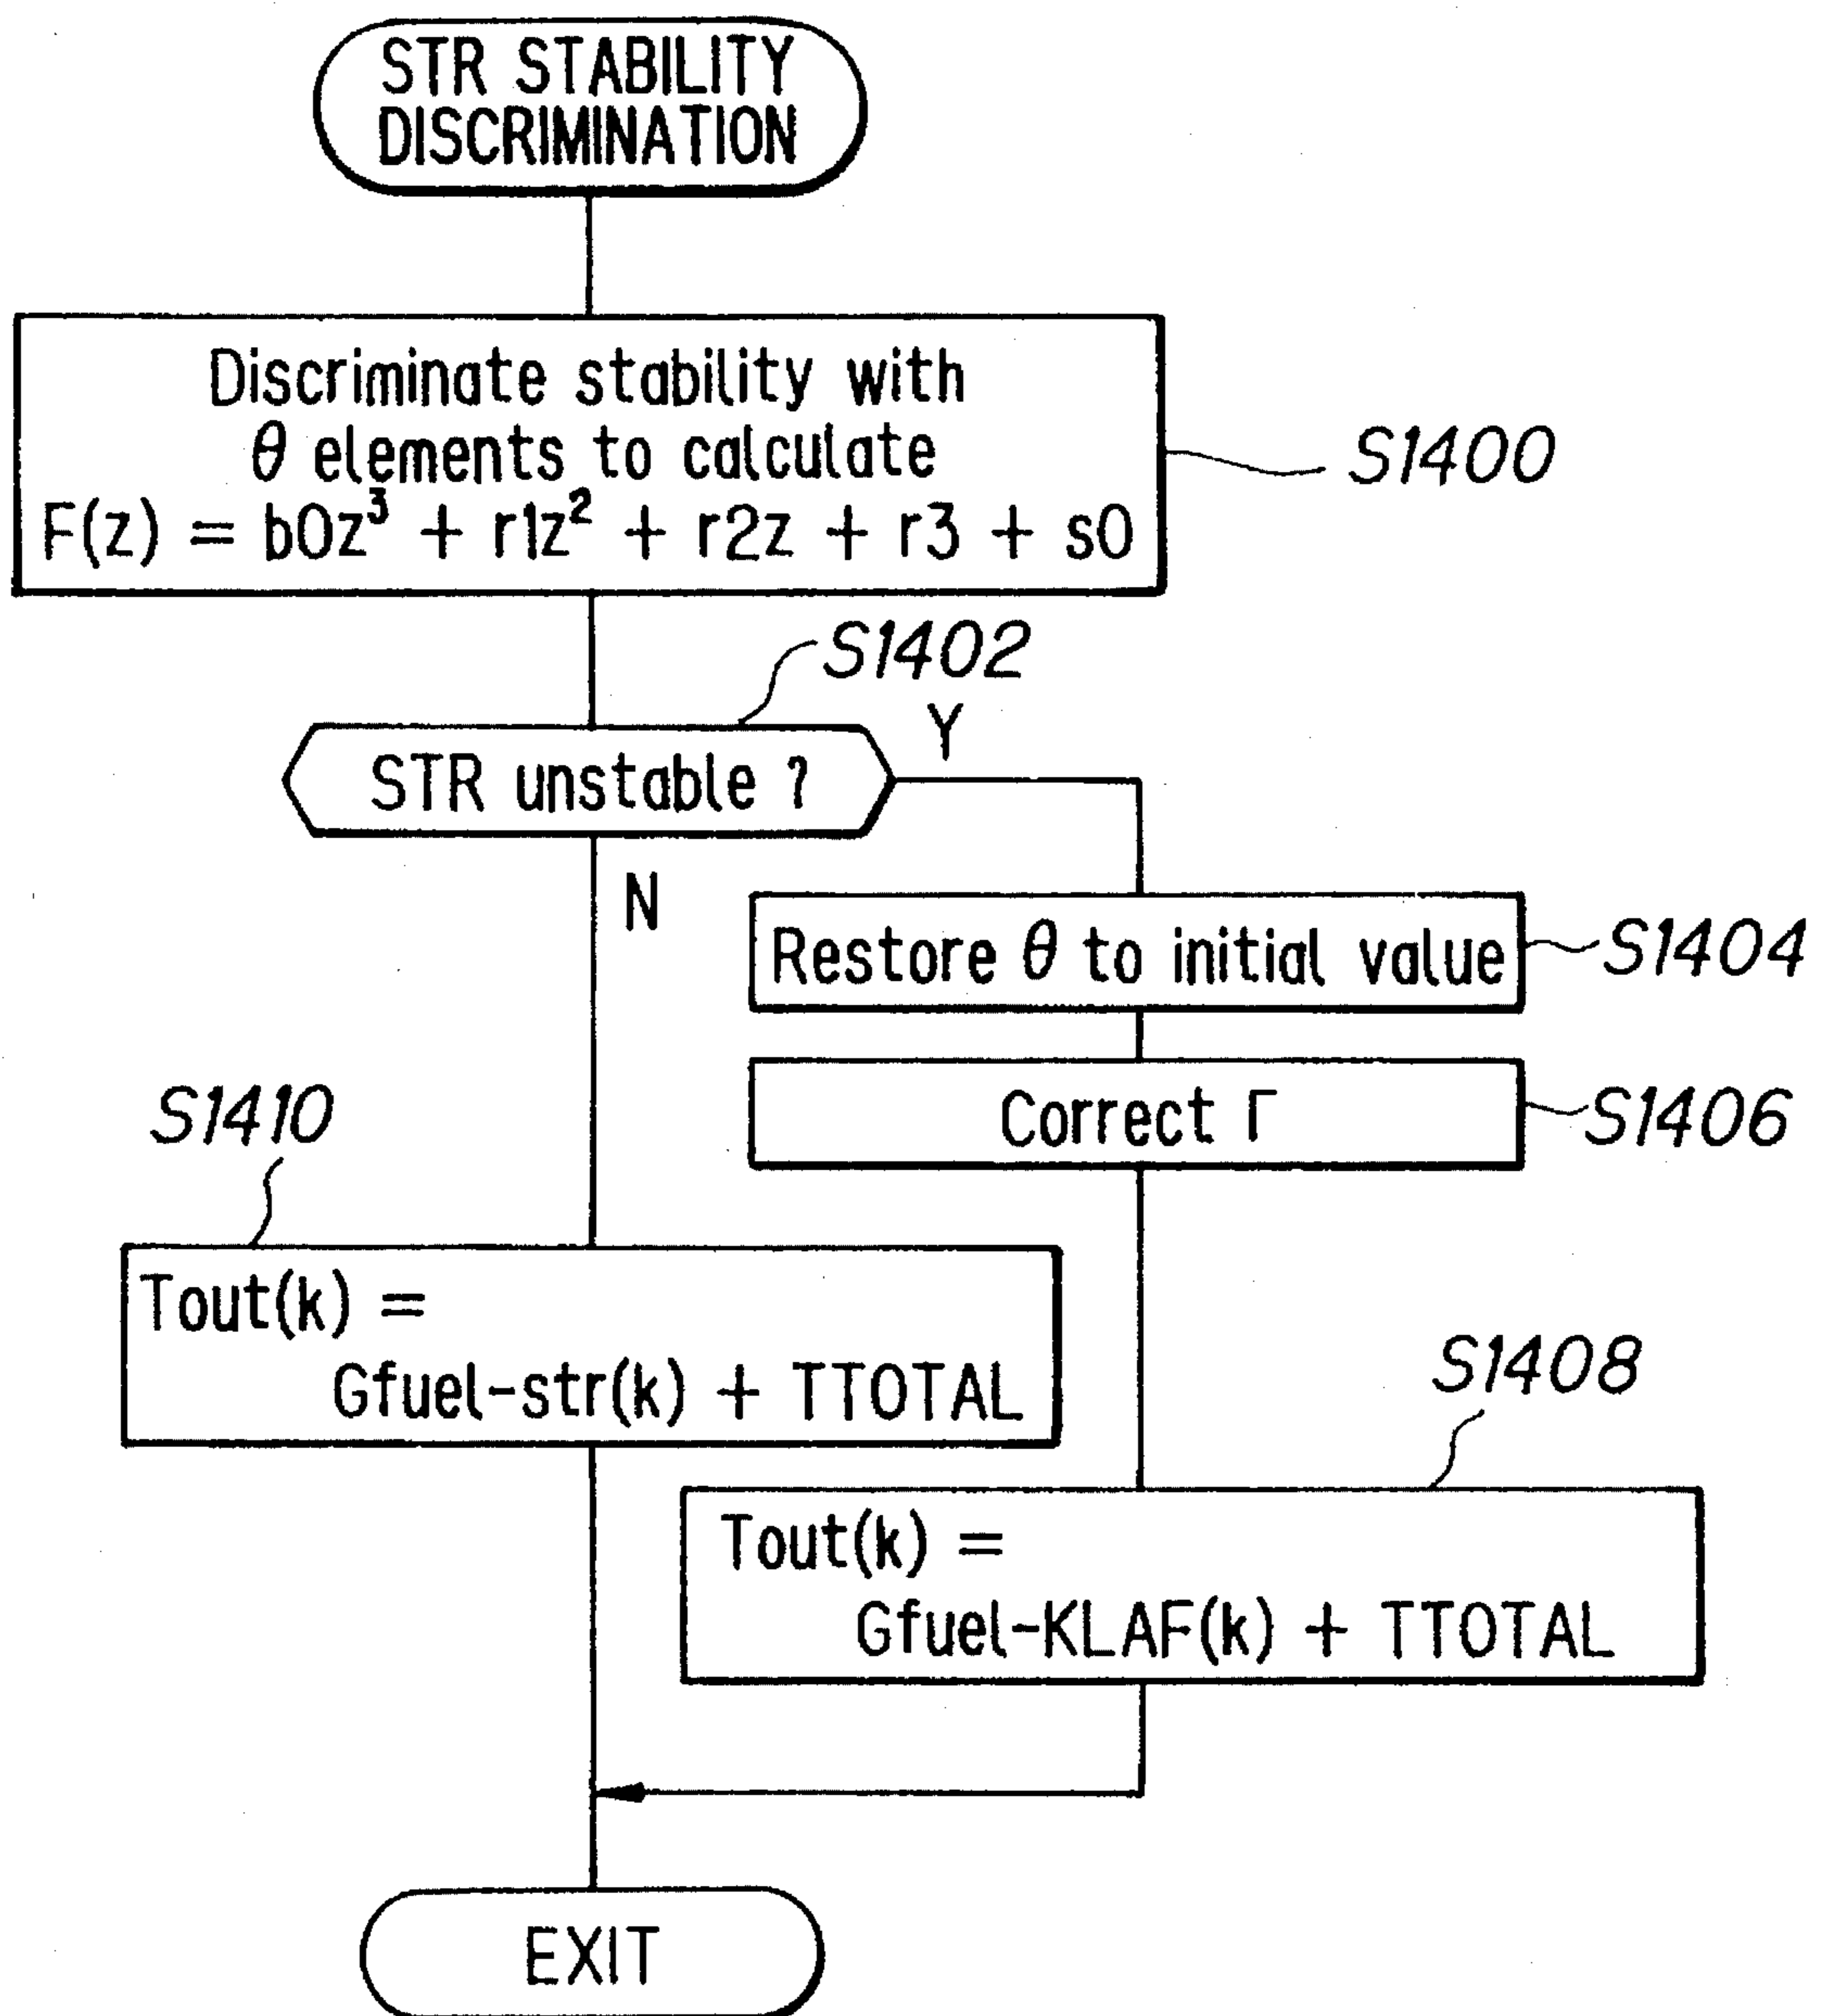 STR STABILITY
DISCRIMINATION
Discriminate stability with
θ elements to calculate
F(z) = b0z³ + r1z² + r2z + r3 + s0
S1400
S1402
STR unstable ?
Y
N
Restore θ to initial value
S1404
Correct Γ
S1406
S1410
Tout(k) =
Gfuel-str(k) + TTOTAL
S1408
Tout(k) =
Gfuel-KLAF(k) + TTOTAL
EXIT